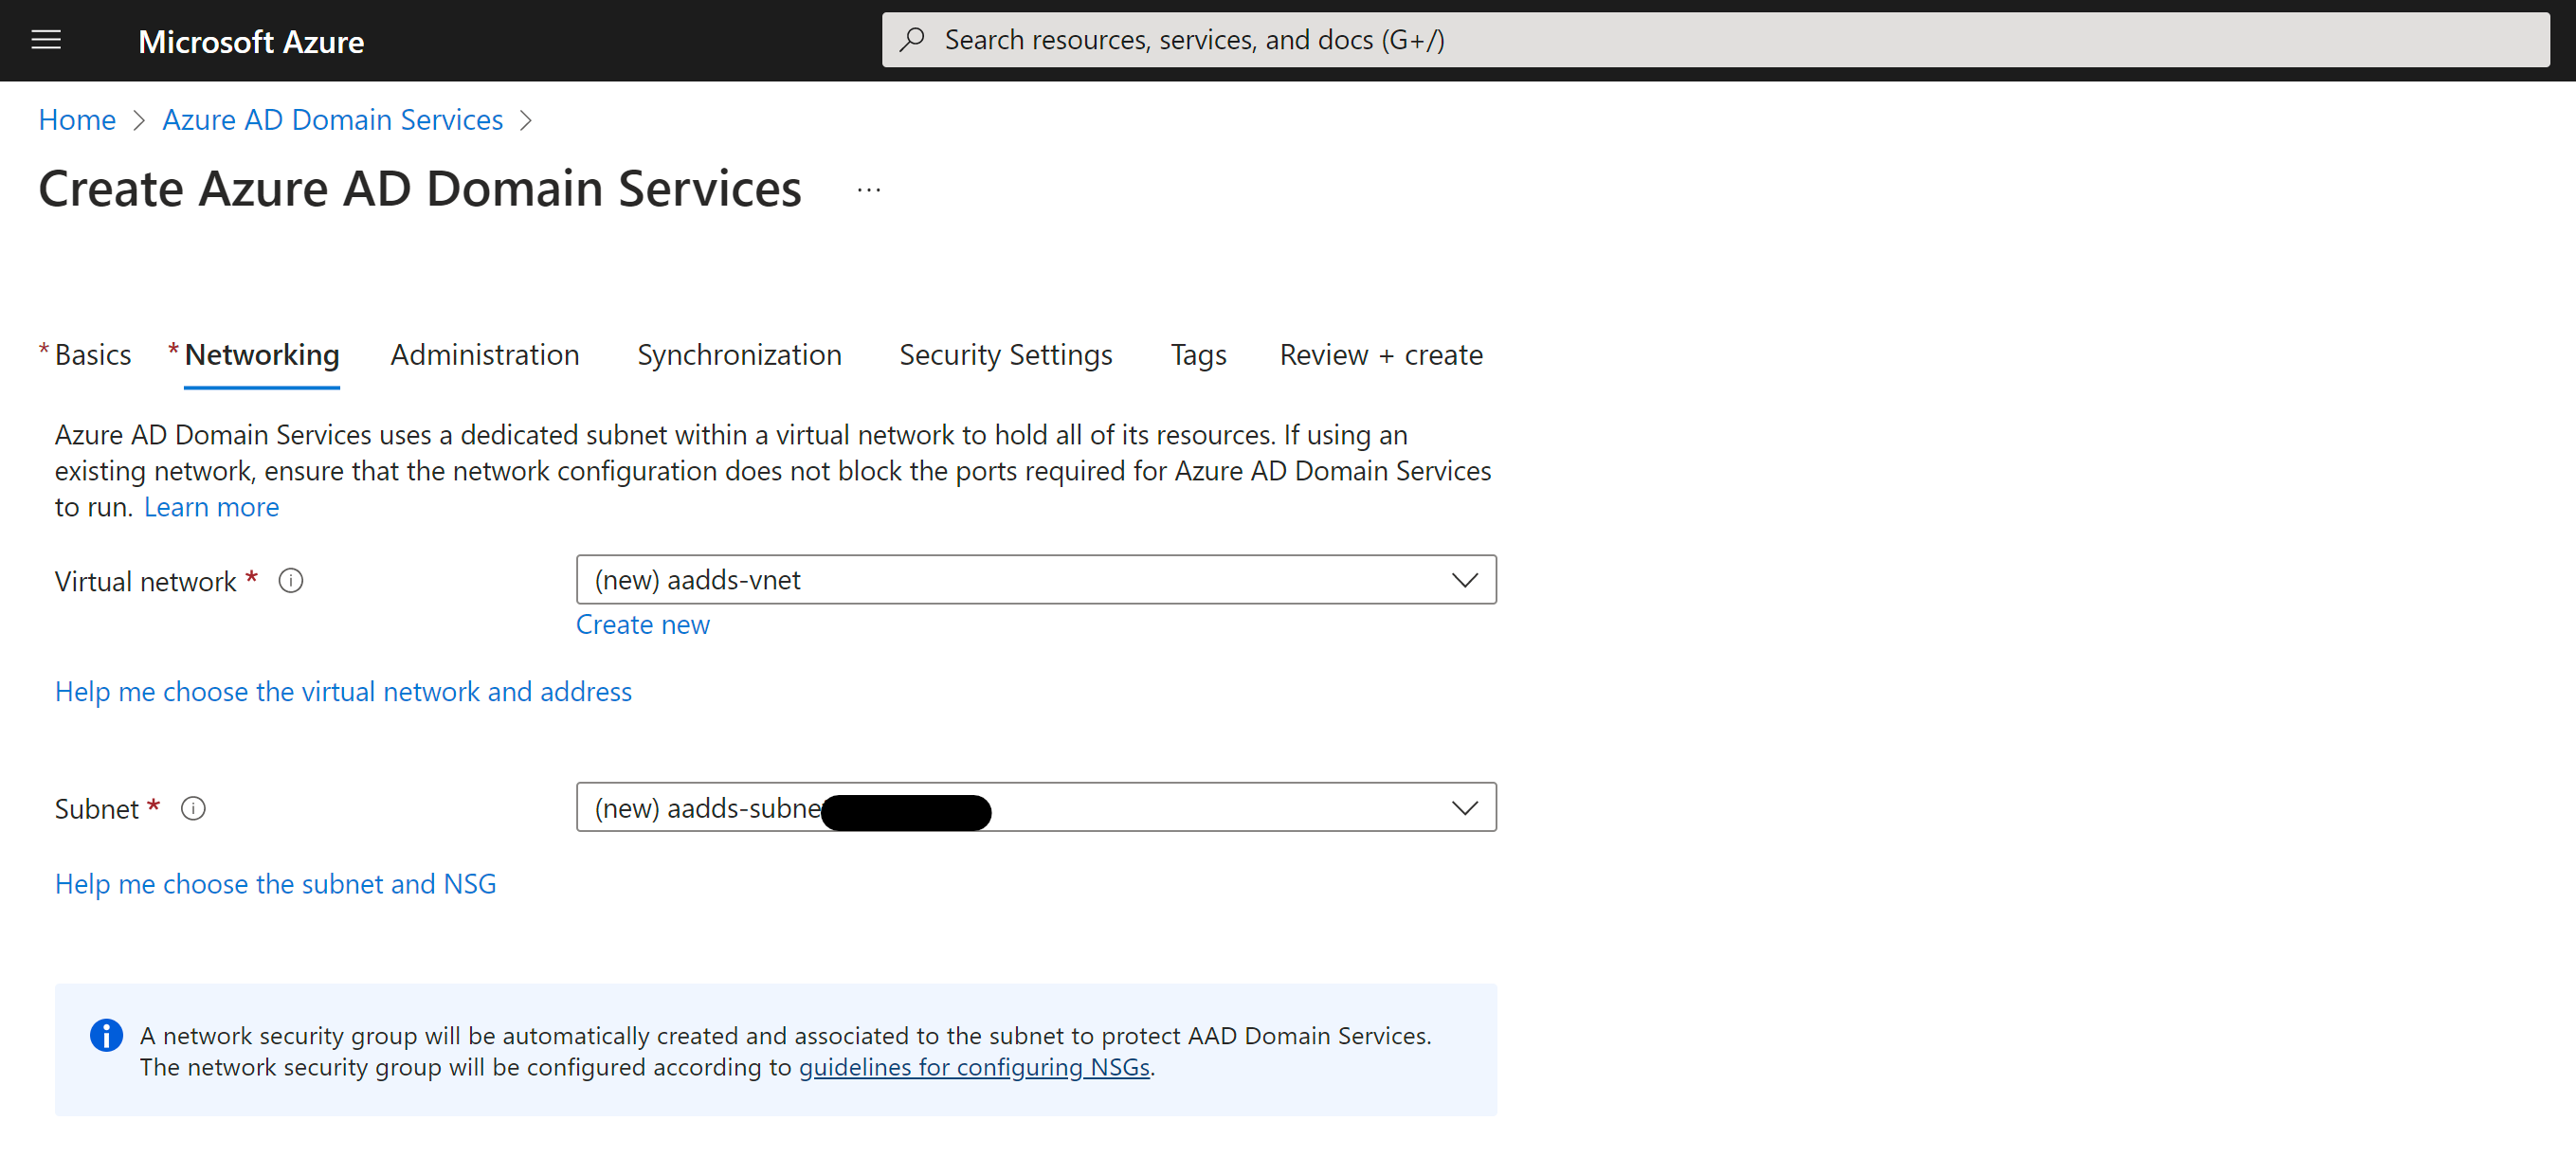 Microsoft Azure
Search resources, services, and docs (G+/)
Home > Azure AD Domain Services >
Create Azure AD Domain Services ...
* Basics * Networking Administration Synchronization Security Settings Tags Review + create
Azure AD Domain Services uses a dedicated subnet within a virtual network to hold all of its resources. If using an
existing network, ensure that the network configuration does not block the ports required for Azure AD Domain Services
to run. Learn more
Virtual network *
(new) aadds-vnet
Create new
Help me choose the virtual network and address
Subnet *
(new)
Help me choose the subnet and NSG
A network security group will be automatically created and associated to the subnet to protect AAD Domain Services.
The network security group will be configured according to guidelines for configuring NSGs.